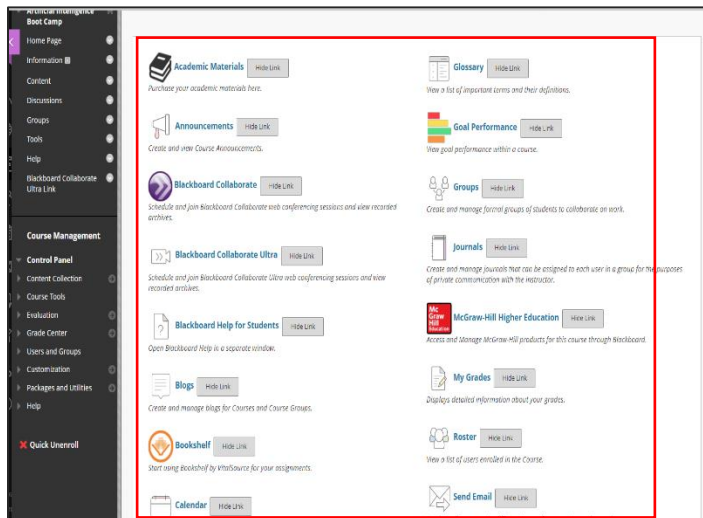 Artificial Intelligence
Boot Camp
Home Page
Information
Content
Discussions
Groups
Tools
Help
Blackboard Collaborate
Ultra Link
Course Management
Control Panel
Content Collection
Course Tools
Evaluation
Grade Center
Users and Groups
Customization
Packages and Utilities
Help
Quick Unenroll
Academic Materials Hide Link
Purchase your academic materials here.
Announcements Hide Link
Create and view Course Announcements.
Blackboard Collaborate Hide Link
Schedule and join Blackboard Collaborate web conferencing sessions and view recorded
archives.
Blackboard Collaborate Ultra Hide Link
Schedule and join Blackboard Collaborate Ultra web conferencing sessions and view
recorded archives.
Blackboard Help for Students Hide Link
Open Blackboard Help in a separate window.
Blogs Hide Link
Create and manage blogs for Courses and Course Groups.
Bookshelf Hide Link
Start using Bookshelf by VitalSource for your assignments.
Calendar Hide Link
Glossary Hide Link
View a list of important terms and their definitions.
Goal Performance Hide Link
View goal performance within a course.
Groups Hide Link
Create and manage formal groups of students to collaborate on work.
Journals Hide Link
Create and manage journals that can be assigned to each user in a group for the purposes
of private communication with the instructor.
Mc
Graw
Hill
Education
McGraw-Hill Higher Education Hide Link
Access and Manage McGraw-Hill products for this course through Blackboard.
My Grades Hide Link
Displays detailed information about your grades.
Roster Hide Link
View a list of users enrolled in the Course.
Send Email Hide Link